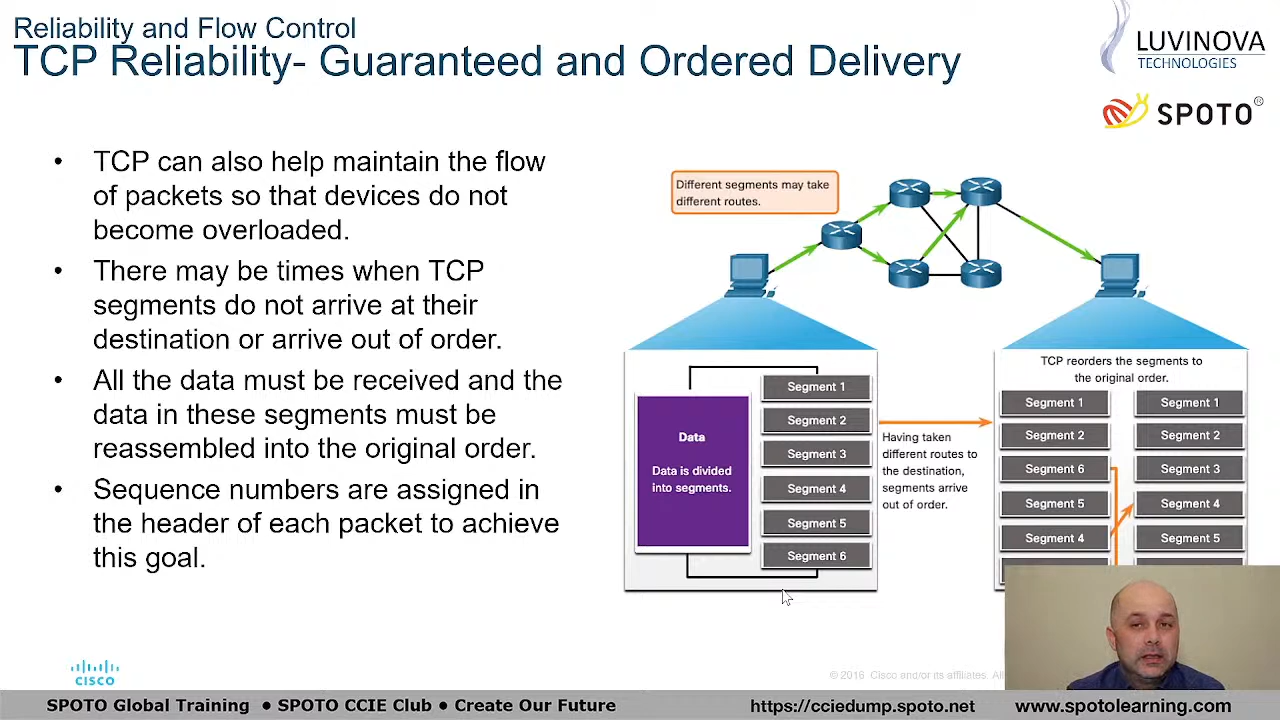 Reliability and Flow Control
TCP Reliability- Guaranteed and Ordered Delivery
LUVINOVA
TECHNOLOGIES
SPOTO®
• TCP can also help maintain the flow
of packets so that devices do not
become overloaded.
• There may be times when TCP
segments do not arrive at their
destination or arrive out of order.
• All the data must be received and the
data in these segments must be
reassembled into the original order.
• Sequence numbers are assigned in
the header of each packet to achieve
this goal.
Different segments may take
different routes.
Data
Data is divided
into segments.
Segment 1
Segment 2
Segment 3
Segment 4
Segment 5
Segment 6
Having taken
different routes to
the destination,
segments arrive
out of order.
TCP reorders the segments to
the original order.
Segment 1
Segment 2
Segment 6
Segment 5
Segment 4
Segment 1
Segment 2
Segment 3
Segment 4
Segment 5
CISCO
© 2016 Cisco and/or its affiliates. All
SPOTO Global Training ● SPOTO CCIE Club ● Create Our Future
https://cciedump.spoto.net
www.spotolearning.com